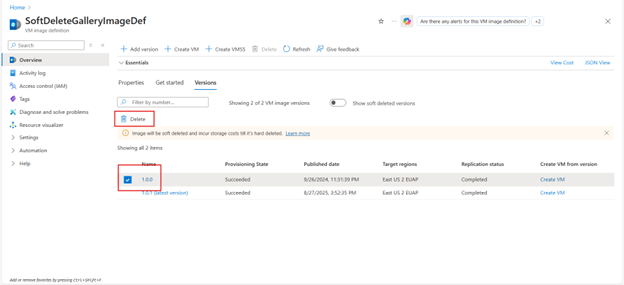 Home >
SoftDeleteGalleryImageDef
VM image definition
Are there any alerts for this VM image definition? +2
Search
Add version Create VM Create VMSS Delete Refresh Give feedback
Overview
Essentials View Cost JSON View
Activity log
Properties Get started Versions
Access control (IAM)
Tags
Filter by number... Showing 2 of 2 VM image versions Show soft deleted versions
Diagnose and solve problems
Delete
Resource visualizer
Settings
Image will be soft deleted and incur storage costs till it's hard deleted. Learn more
Automation
Showing all 2 items
Help
Name Provisioning State Published date Target regions Replication status Create VM from version
1.0.0 Succeeded 9/26/2024, 11:31:39 PM East US 2 EUAP Completed Create VM
1.0.1 (latest version) Succeeded 8/27/2025, 3:52:35 PM East US 2 EUAP Completed Create VM
Add or remove favorites by pressing Ctrl+Shift+F